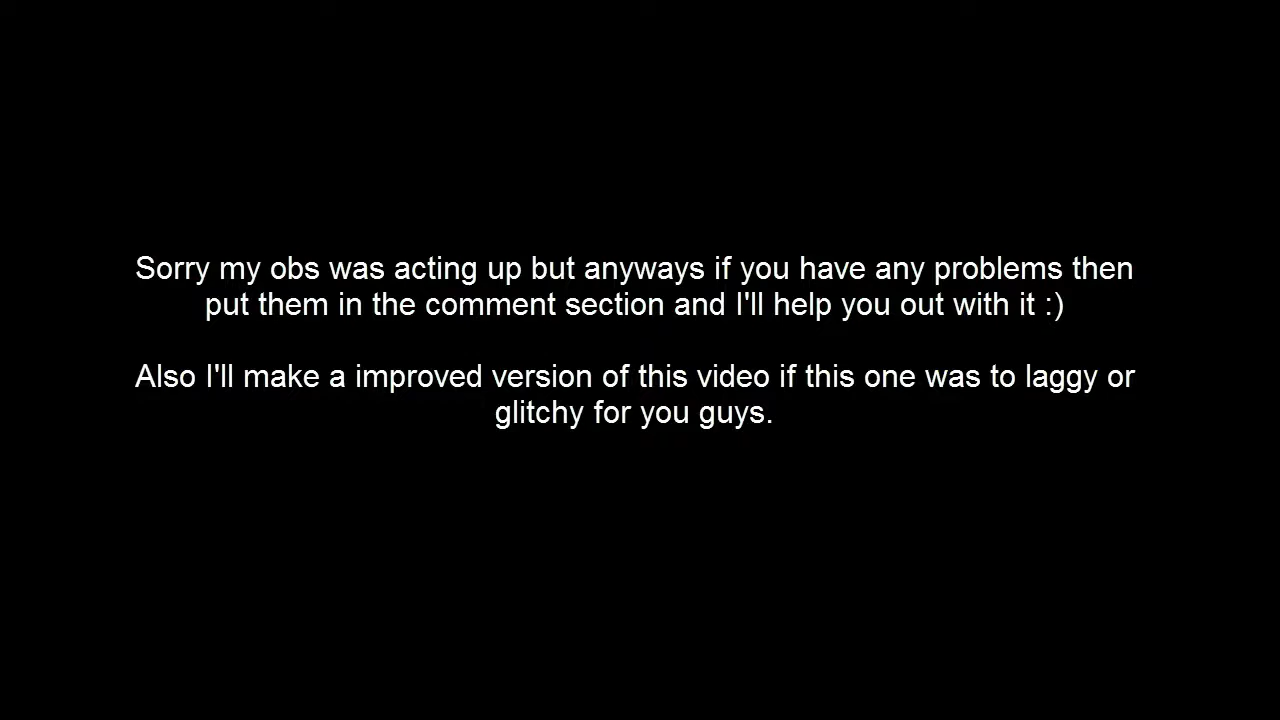 Sorry my obs was acting up but anyways if you have any problems then
put them in the comment section and I'll help you out with it :)
Also I'll make a improved version of this video if this one was to laggy or
glitchy for you guys.